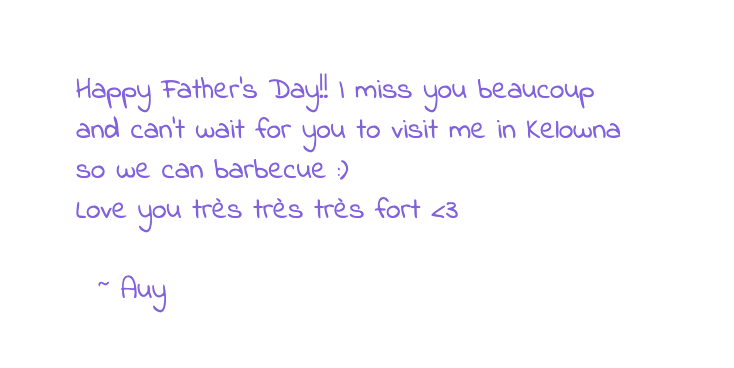 Happy Father's Day!! I miss you beaucoup
and can't wait for you to visit me in Kelowna
so we can barbecue :)
Love you très très très fort <3
~ Auy